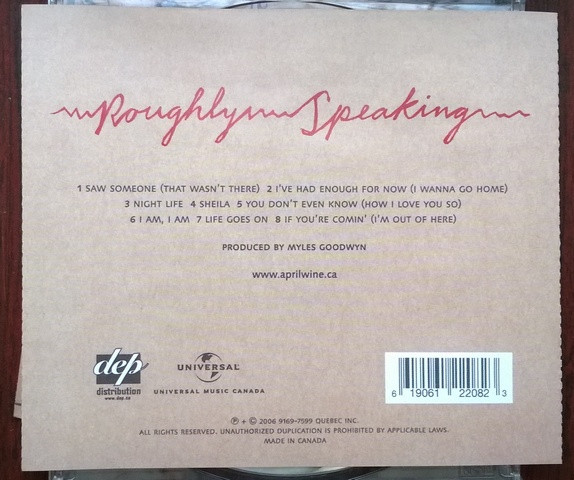 Roughly Speaking
1 SAW SOMEONE (THAT WASN'T THERE) 2 I'VE HAD ENOUGH FOR NOW (I WANNA GO HOME)
3 NIGHT LIFE 4 SHEILA 5 YOU DON'T EVEN KNOW (HOW I LOVE YOU SO)
6 I AM, I AM 7 LIFE GOES ON 8 IF YOU'RE COMIN' (I'M OUT OF HERE)
PRODUCED BY MYLES GOODWYN
www.aprilwine.ca
dep
distribution
www.dep.ca
UNIVERSAL
UNIVERSAL MUSIC CANADA
6 19061 22082 3
℗ + © 2006 9169-7599 QUEBEC INC.
ALL RIGHTS RESERVED. UNAUTHORIZED DUPLICATION IS PROHIBITED BY APPLICABLE LAWS.
MADE IN CANADA